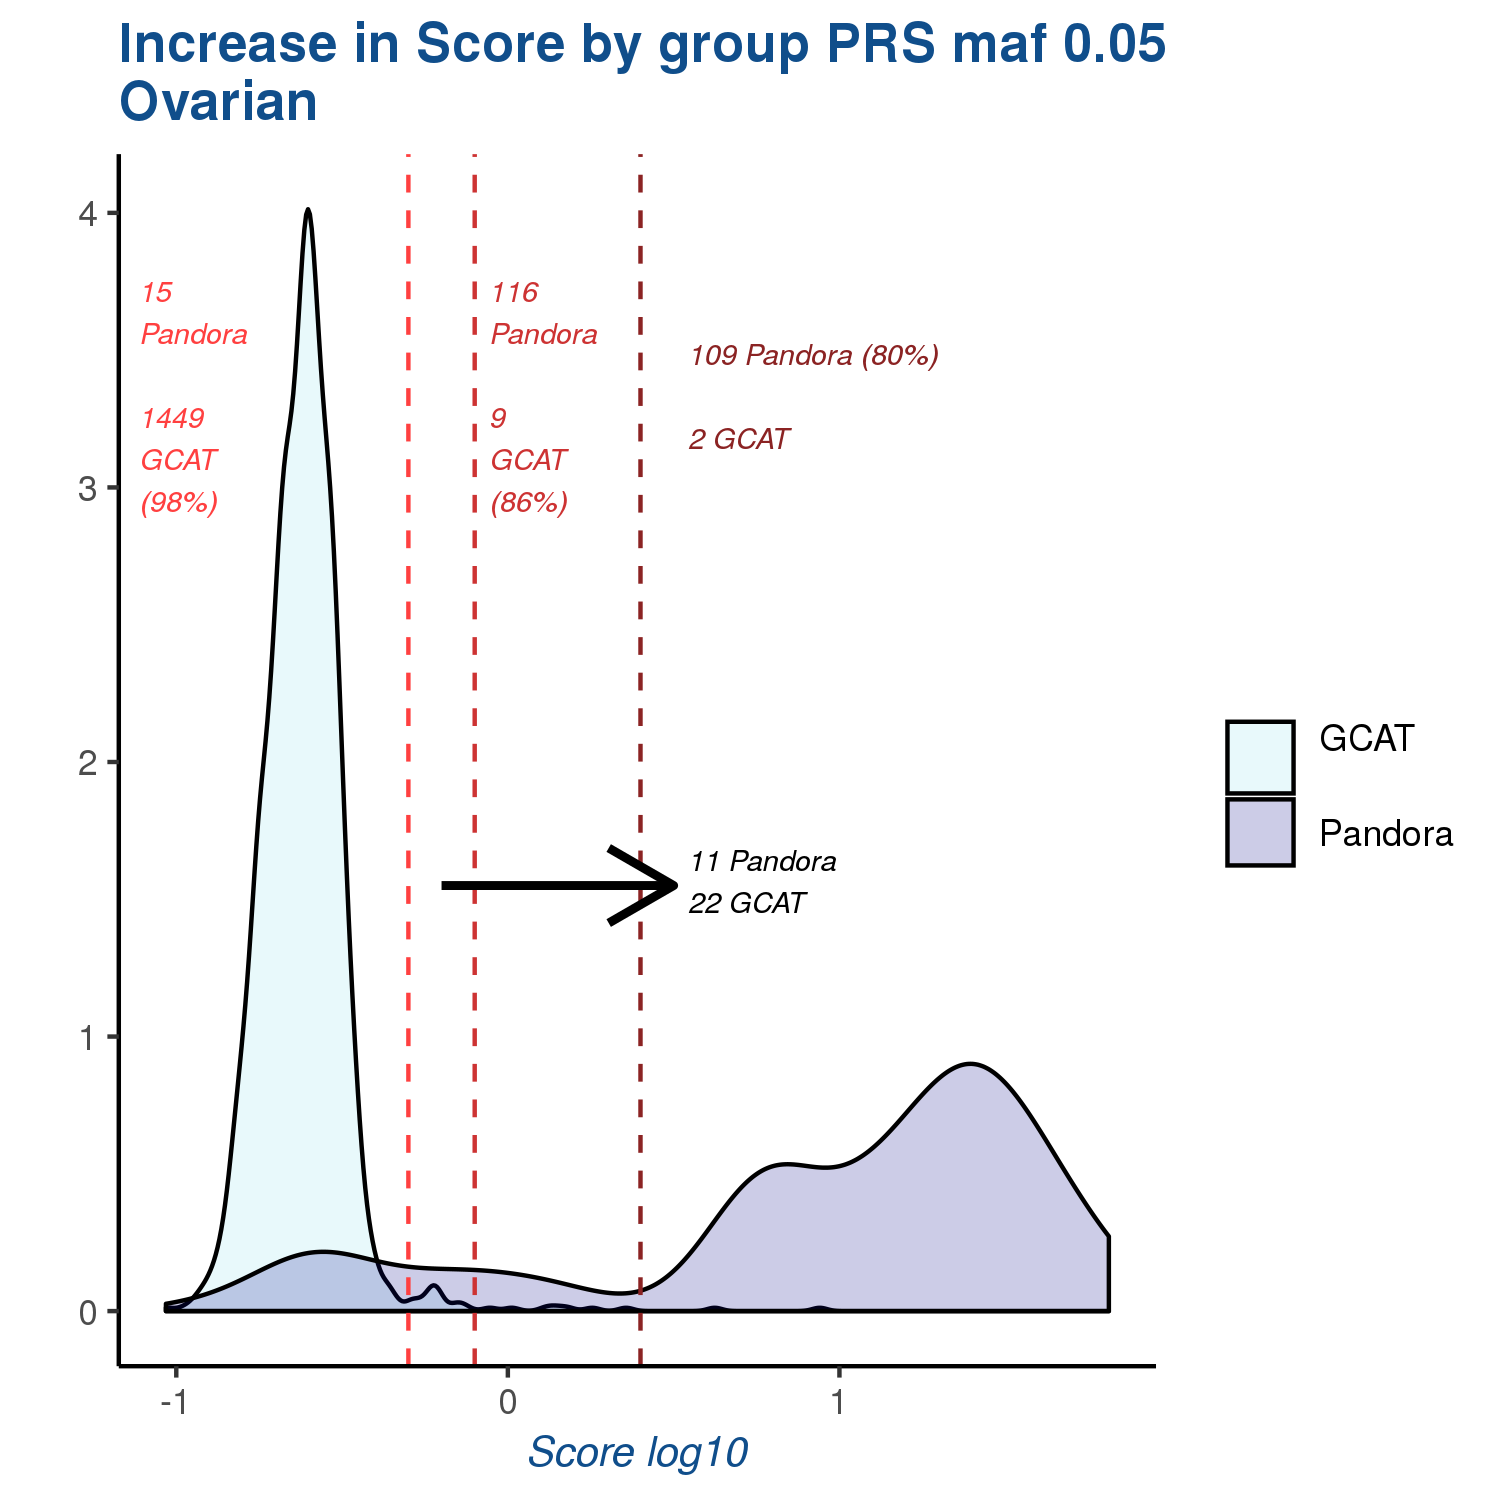 Increase in Score by group PRS maf 0.05
Ovarian
4
3
2
1
0
15
Pandora
1449
GCAT
(98%)
116
Pandora
9
GCAT
(86%)
109 Pandora (80%)
2 GCAT
11 Pandora
22 GCAT
GCAT
Pandora
-1
0
1
Score log10